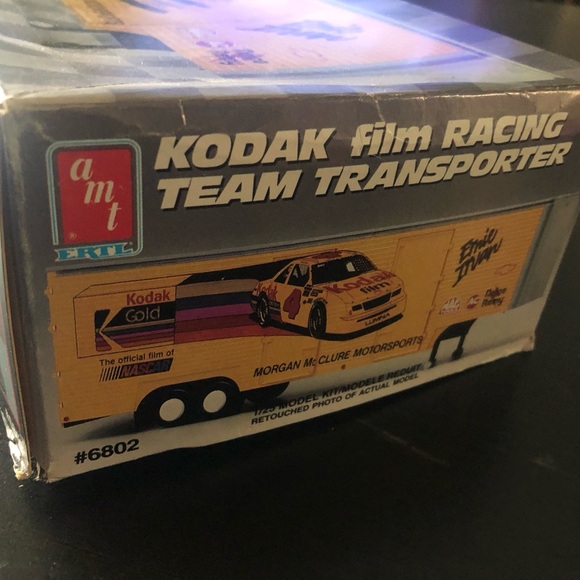 amt
®
ERTL
KODAK film RACING
TEAM TRANSPORTER
Kodak
Gold
The official film of
NASCAR
4
Kodak
film
LUMINA
Ernie
Irvan
MORGAN McCLURE MOTORSPORTS
1/25 MODEL KIT/MODELE REDUIT
RETOUCHED PHOTO OF ACTUAL MODEL
#6802